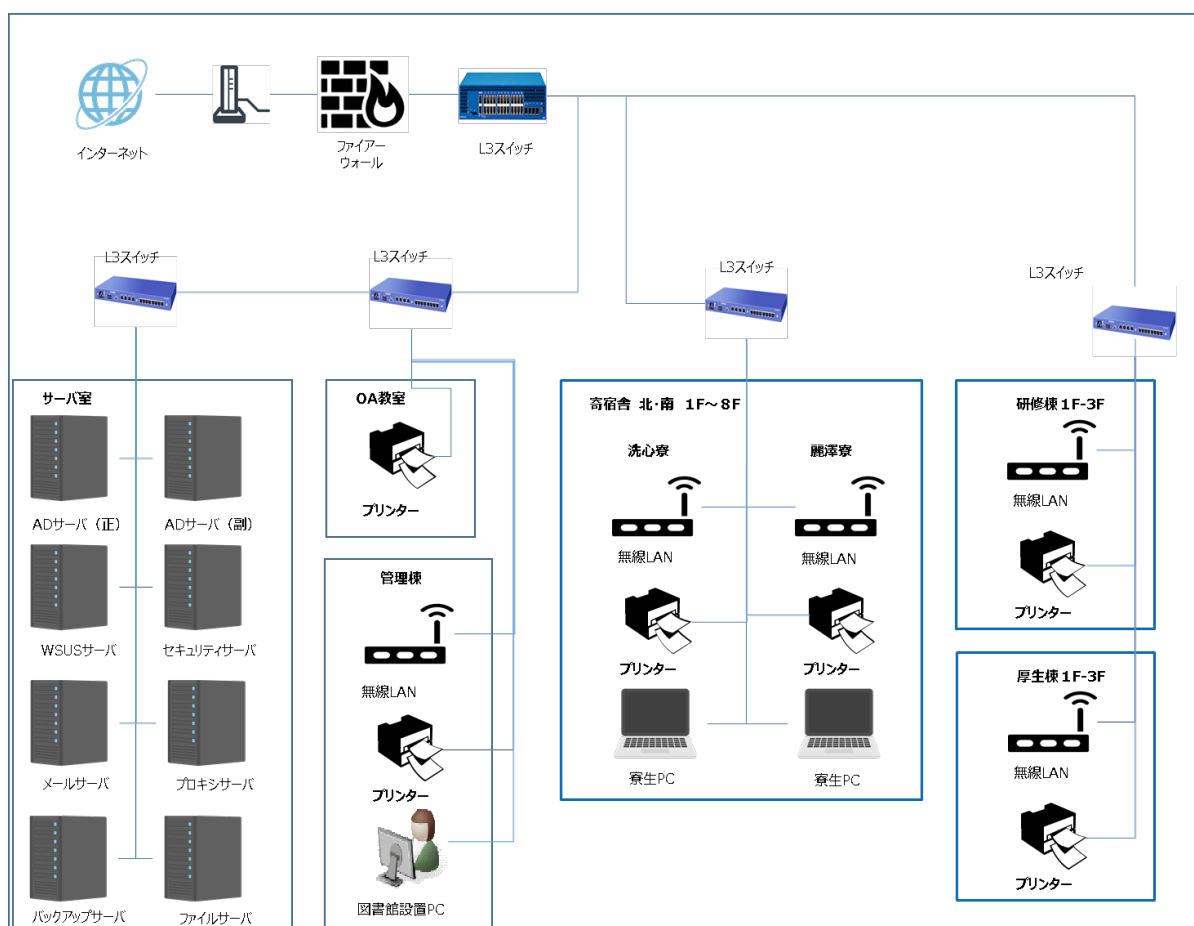 インターネット
ファイアー
ウォール
L3スイッチ
L3スイッチ
L3スイッチ
L3スイッチ
L3スイッチ
サーバ室
ADサーバ（正）
ADサーバ（副）
WSUSサーバ
セキュリティサーバ
メールサーバ
プロキシサーバ
バックアップサーバ
ファイルサーバ
OA教室
プリンター
管理棟
無線LAN
プリンター
図書館設置PC
寄宿舎 北・南 1F～8F
洗心寮
麗澤寮
無線LAN
無線LAN
プリンター
プリンター
寮生PC
寮生PC
研修棟1F-3F
無線LAN
プリンター
厚生棟1F-3F
無線LAN
プリンター